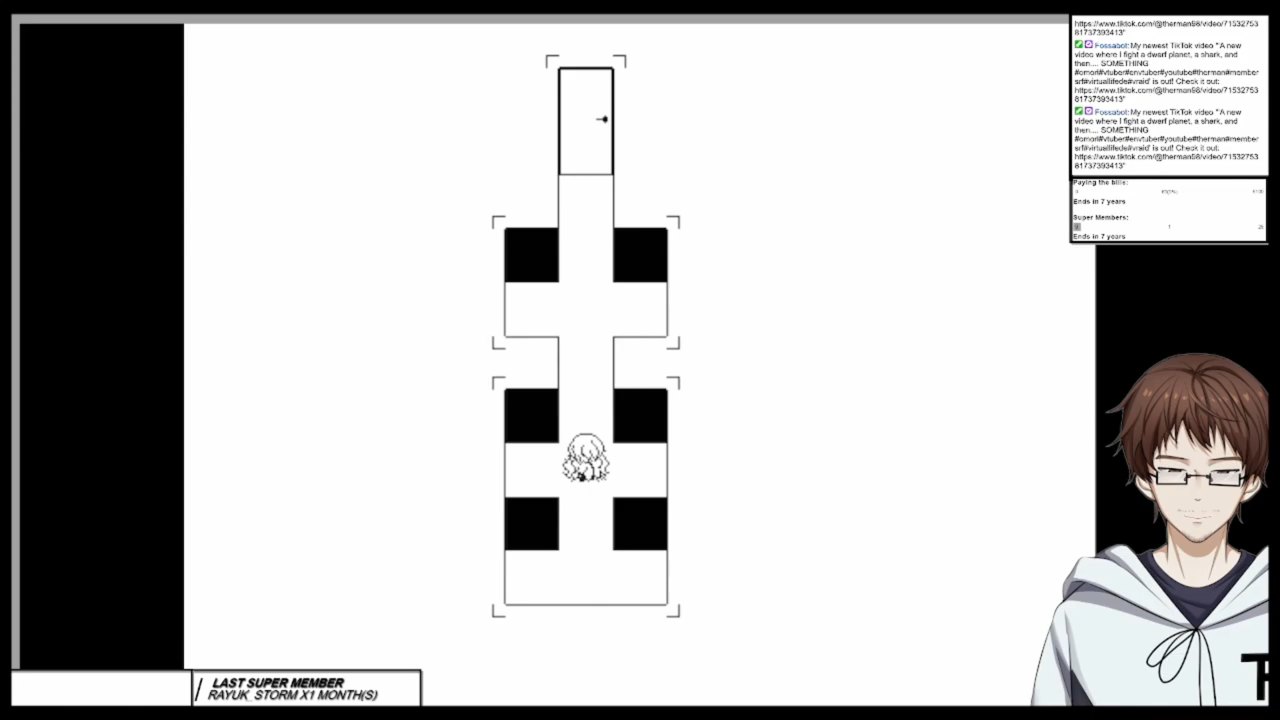 https://www.tiktok.com/@therman98/video/71532753
81737393413"
Fossabot: My newest TikTok video "'A new
video where I fight a dwarf planet, a shark, and
then.... SOMETHING
#omori#vtuber#envtuber#youtube#therman#member
srf#virtuallifede#vraid' is out! Check it out:
https://www.tiktok.com/@therman98/video/71532753
81737393413"
Fossabot: My newest TikTok video "'A new
video where I fight a dwarf planet, a shark, and
then.... SOMETHING
#omori#vtuber#envtuber#youtube#therman#member
srf#virtuallifede#vraid' is out! Check it out:
https://www.tiktok.com/@therman98/video/71532753
81737393413"
Paying the bills:
Ends in 7 years
Super Members:
Ends in 7 years
LAST SUPER MEMBER
RAYUK_STORM X1 MONTH(S)